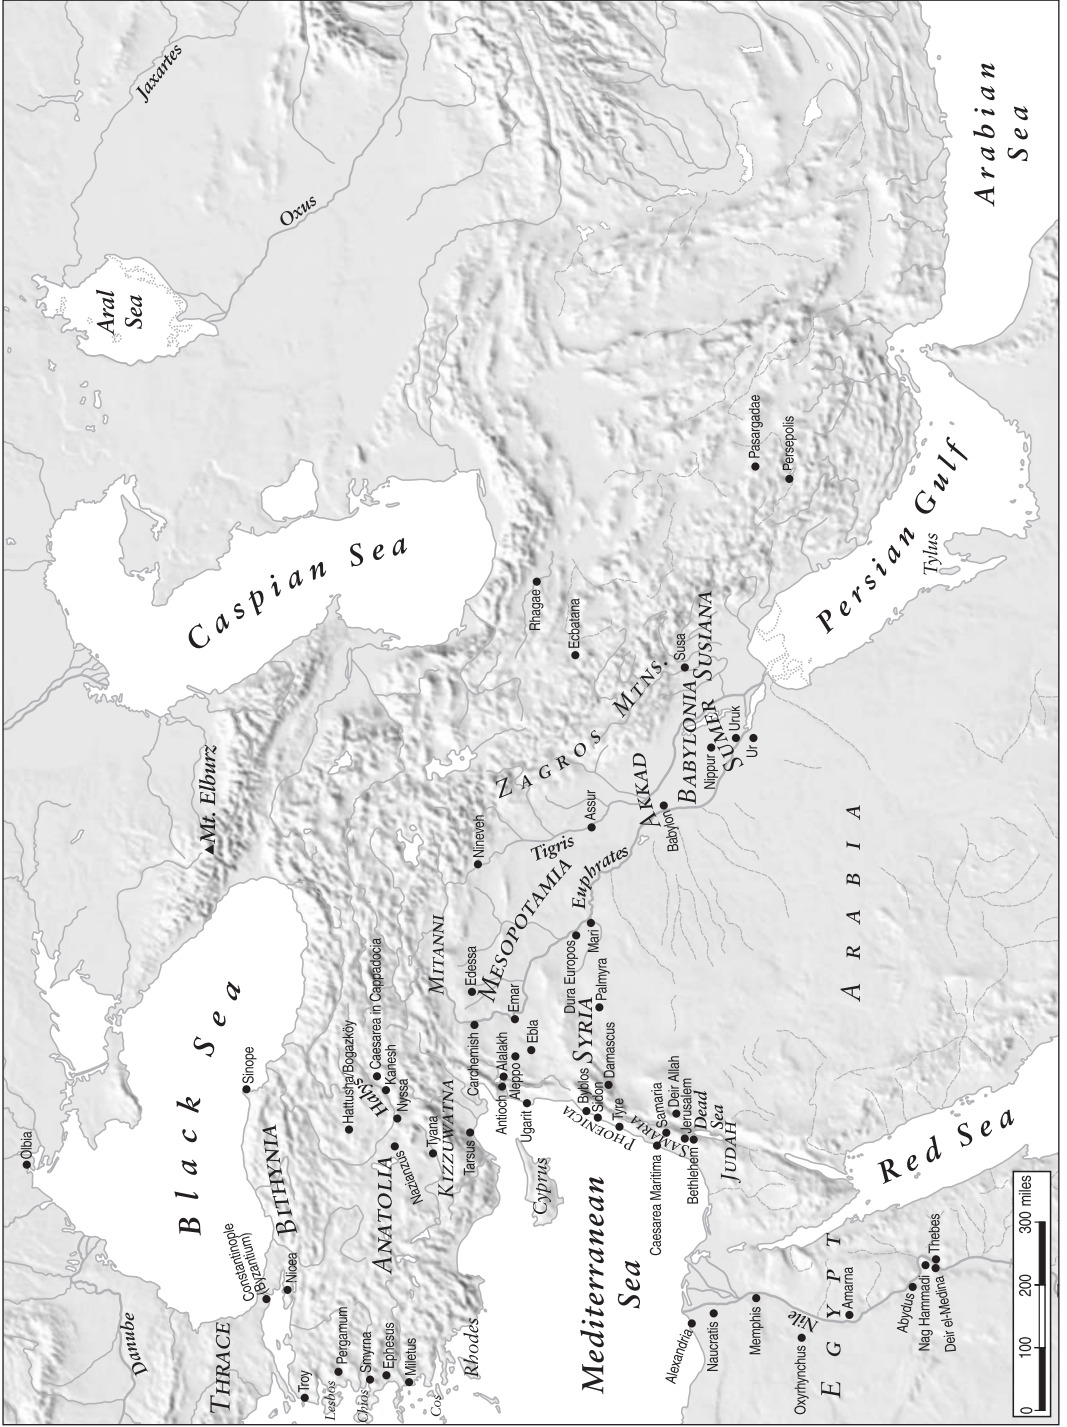 Jaxartes
Oxus
Aral
Sea
Arabian
Sea
Caspian Sea
Persian Gulf
Tylus
Pasargadae
Persepolis
Rhagae
Ecbatana
ZAGROS MTNS.
Susa
SUSIANA
BABYLONIA
SUMER
Nippur
Uruk
Ur
AKKAD
Babylon
Mt. Elburz
Nineveh
Assur
Tigris
Euphrates
MESOPOTAMIA
MITANNI
Edessa
Carchemish
Emar
Mari
Dura Europos
Palmyra
SYRIA
Damascus
Ebla
Aleppo
Alalakh
Antioch
Ugarit
Byblos
Sidon
Tyre
PHOENICIA
SAMARIA
Samaria
Deir Allah
Jerusalem
Dead
Sea
Bethlehem
JUDAH
Caesarea Maritima
ARABIA
Red Sea
Black Sea
Olbia
Sinope
Hattusha/Bogazköy
Caesarea in Cappadocia
Kanesh
Halys
Nyssa
Nazianzus
Tyana
KIZZUWATNA
Tarsus
ANATOLIA
BITHYNIA
Constantinople
(Byzantium)
Nicea
Danube
THRACE
Troy
Lesbos
Pergamum
Chios
Smyrna
Ephesus
Miletus
Cos
Rhodes
Cyprus
Mediterranean
Sea
Alexandria
Naucratis
Memphis
Oxyrhynchus
Nile
EGYPT
Amarna
Abydus
Nag Hammadi
Deir el-Medina
Thebes
0 100 200 300 miles